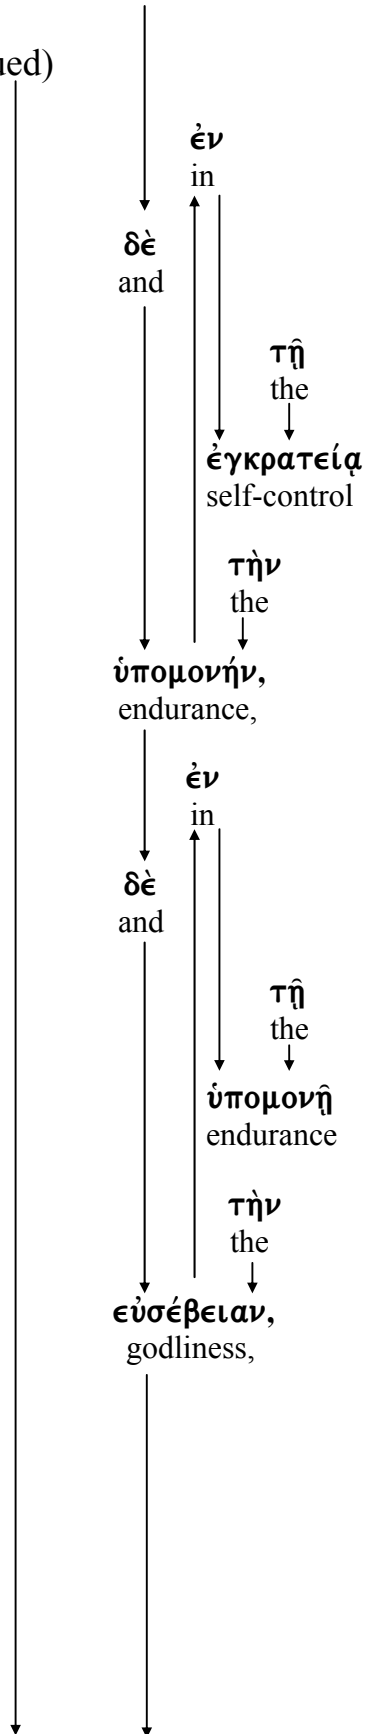 ued)
ἐν
in
δὲ
and
τῇ
the
ἐγκρατείᾳ
self-control
τὴν
the
ὑπομονήν,
endurance,
ἐν
in
δὲ
and
τῇ
the
ὑπομονῇ
endurance
τὴν
the
εὐσέβειαν,
godliness,